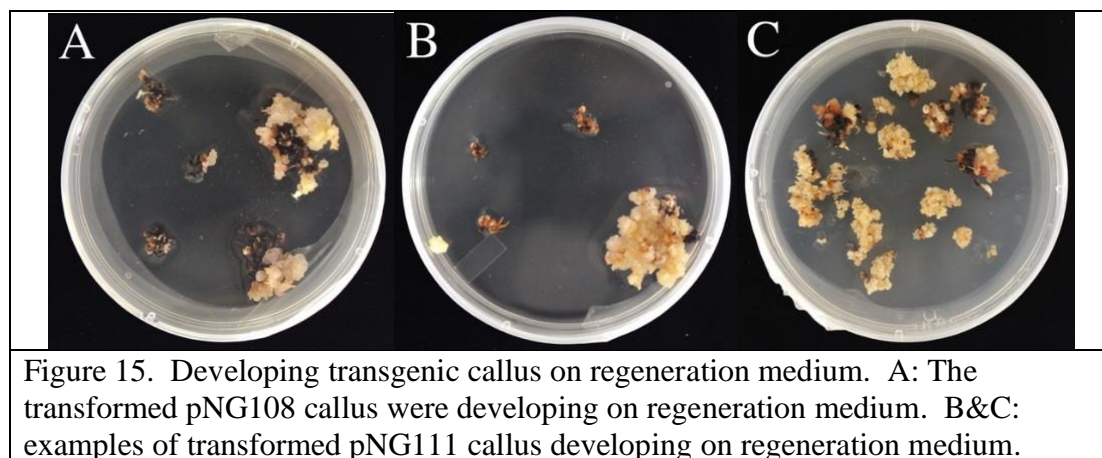 A B C
Figure 15. Developing transgenic callus on regeneration medium. A: The
transformed pNG108 callus were developing on regeneration medium. B&C:
examples of transformed pNG111 callus developing on regeneration medium.